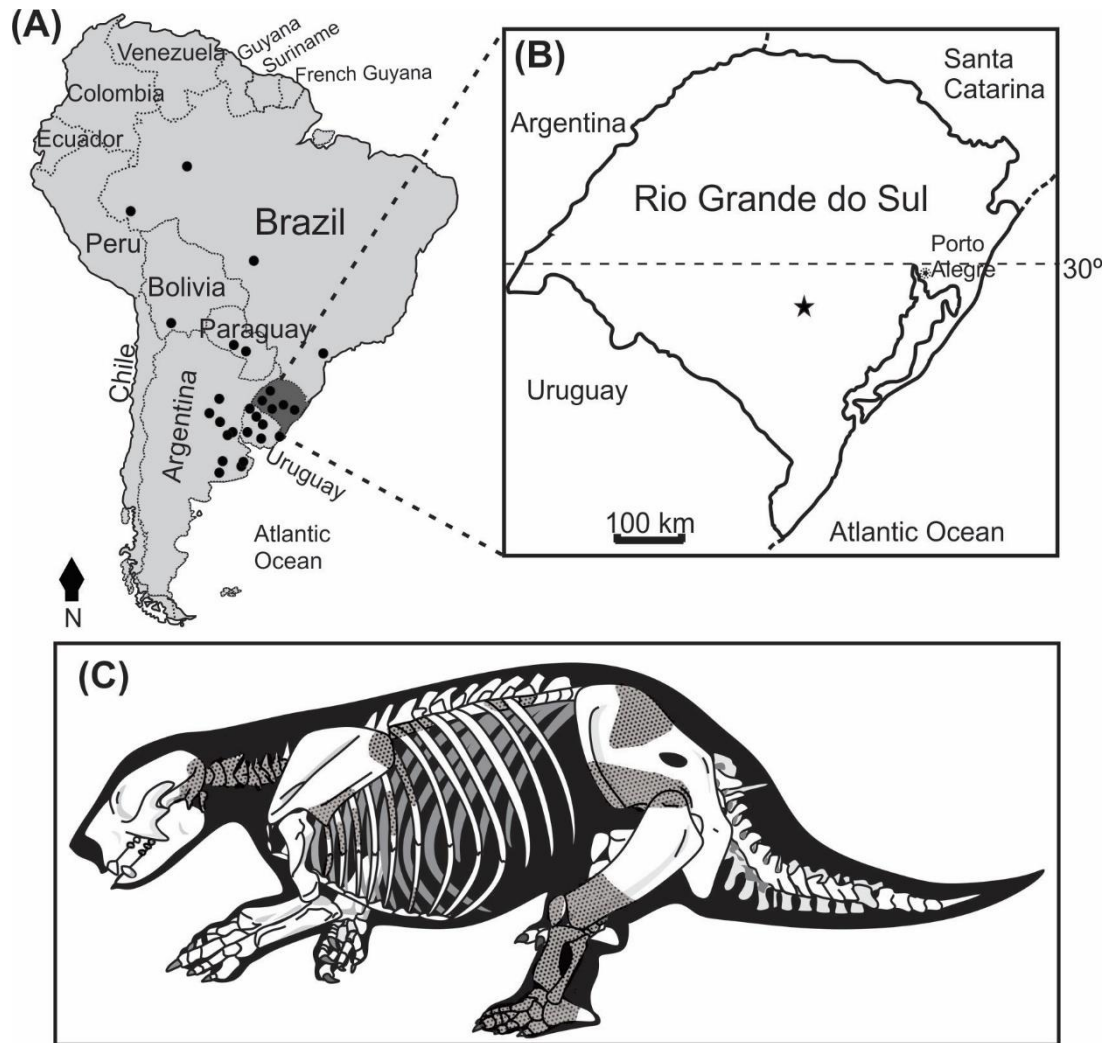 (A)
Venezuela
Guyana
Suriname
French Guyana
Colombia
Ecuador
Brazil
Peru
Bolivia
Paraguay
Chile
Argentina
Uruguay
Atlantic
Ocean
N
(B)
Santa
Catarina
Argentina
Rio Grande do Sul
Porto
Alegre
30º
Uruguay
100 km
Atlantic Ocean
(C)